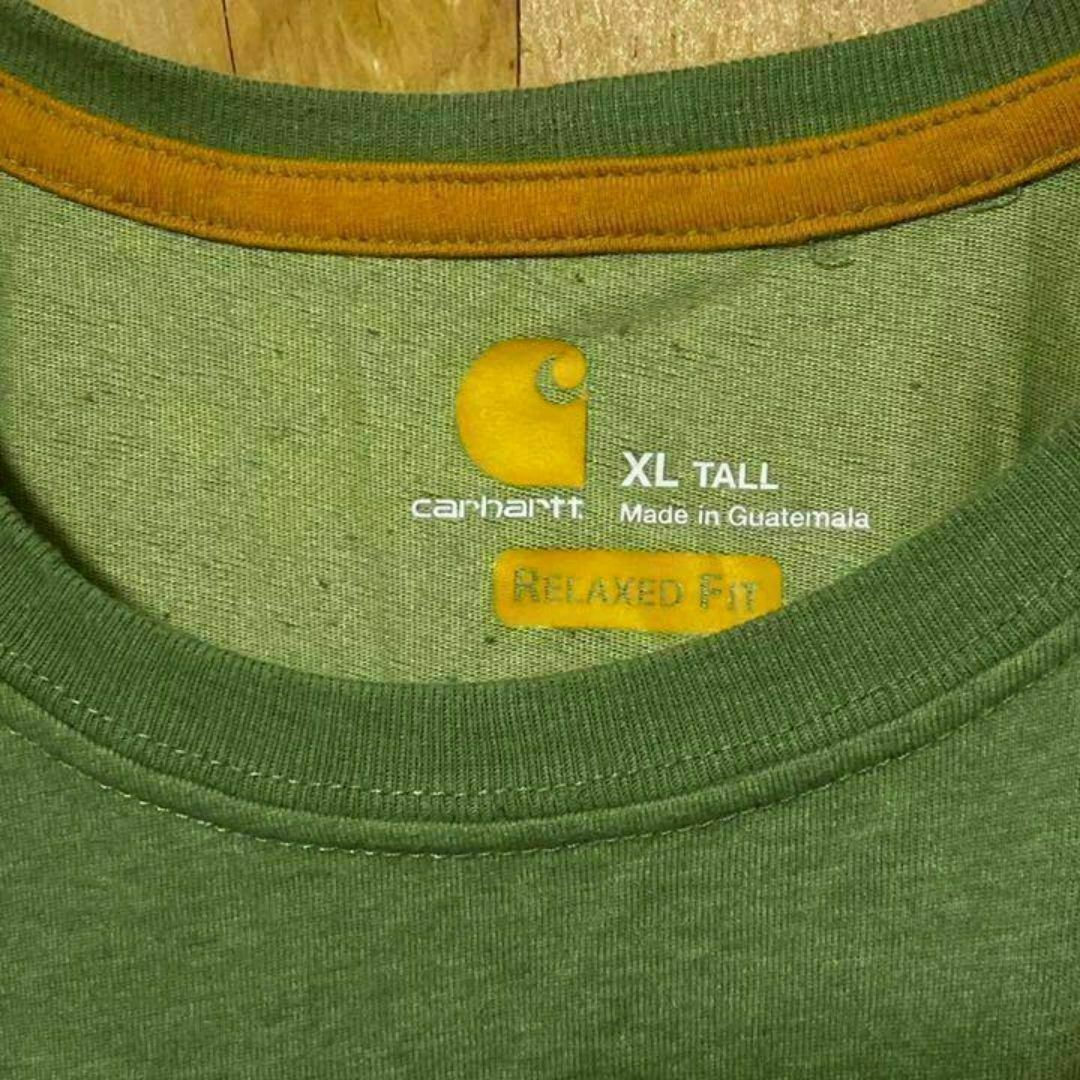 carhartt
XL TALL
Made in Guatemala
RELAXED FIT